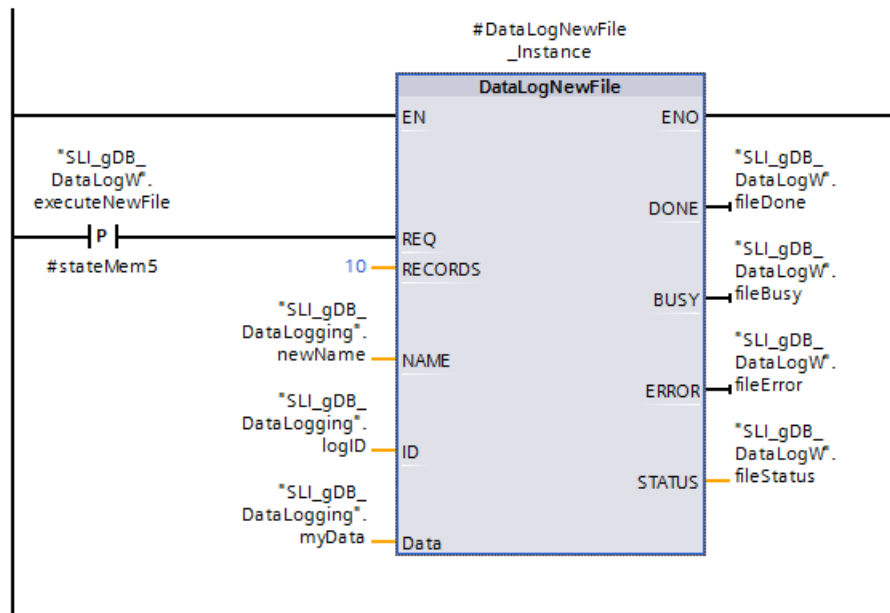 #DataLogNewFile
_Instance
DataLogNewFile
EN
ENO
"SLI_gDB_
DataLogW".
executeNewFile
P
#stateMem5
REQ
10
RECORDS
"SLI_gDB_
DataLogging".
newName
NAME
"SLI_gDB_
DataLogging".
logID
ID
"SLI_gDB_
DataLogging".
myData
Data
"SLI_gDB_
DataLogW".
fileDone
DONE
"SLI_gDB_
DataLogW".
fileBusy
BUSY
"SLI_gDB_
DataLogW".
fileError
ERROR
"SLI_gDB_
DataLogW".
fileStatus
STATUS